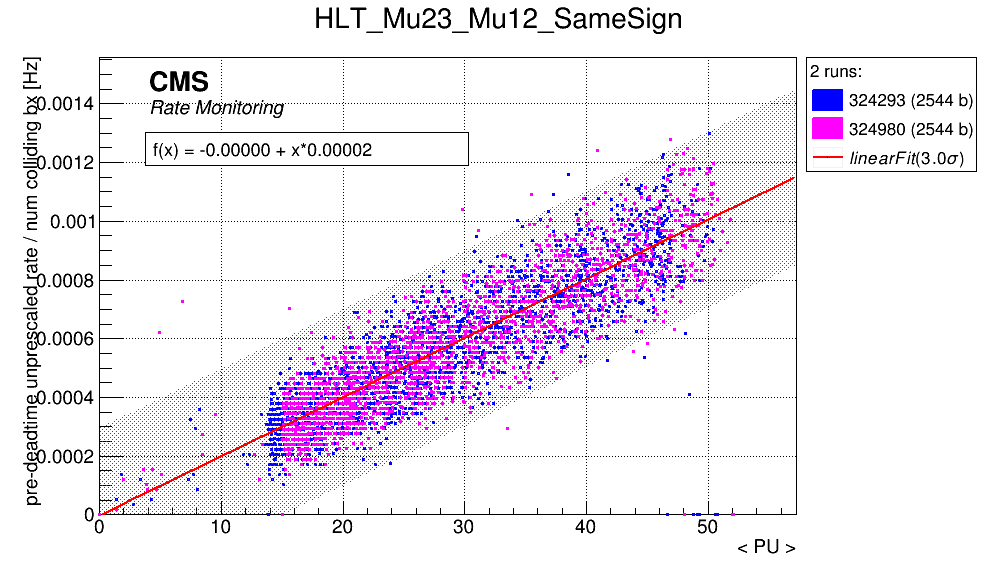 HLT_Mu23_Mu12_SameSign
pre-deadtime unprescaled rate / num colliding bx [Hz]
CMS
Rate Monitoring
f(x) = -0.00000 + x*0.00002
0.0014
0.0012
0.001
0.0008
0.0006
0.0004
0.0002
0
0 10 20 30 40 50
< PU >
2 runs:
324293 (2544 b)
324980 (2544 b)
linearFit(3.0σ)